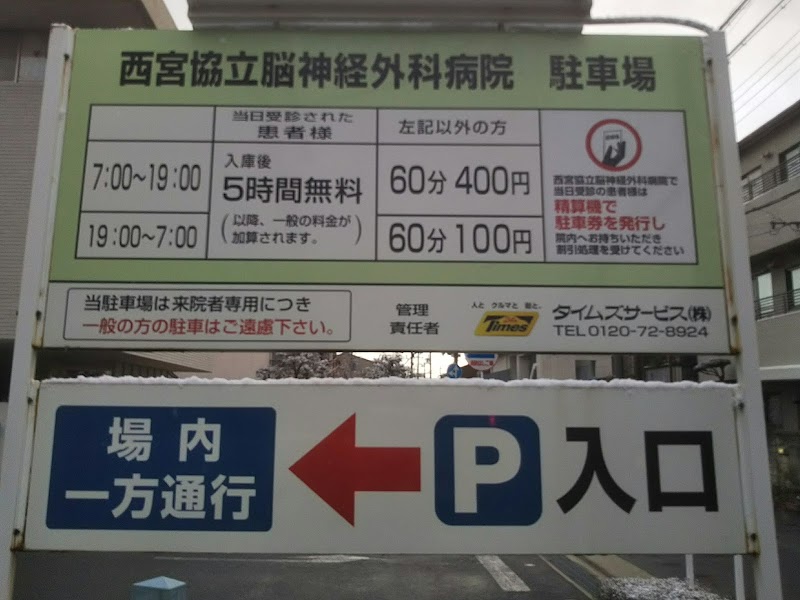 西宮協立脳神経外科病院 駐車場
当日受診された
患者様
左記以外の方
7:00~19:00
入庫後
5時間無料
(以降、一般の料金が
加算されます。)
60分 400円
19:00~7:00
60分 100円
西宮協立脳神経外科病院で
当日受診の患者様は
精算機で
駐車券を発行し
院内へお持ちいただき
割引処理を受けてください
当駐車場は来院者専用につき
一般の方の駐車はご遠慮下さい。
管理
責任者
人と クルマと 街と。
Times
タイムズサービス(株)
TEL 0120-72-8924
場内
一方通行
P 入口